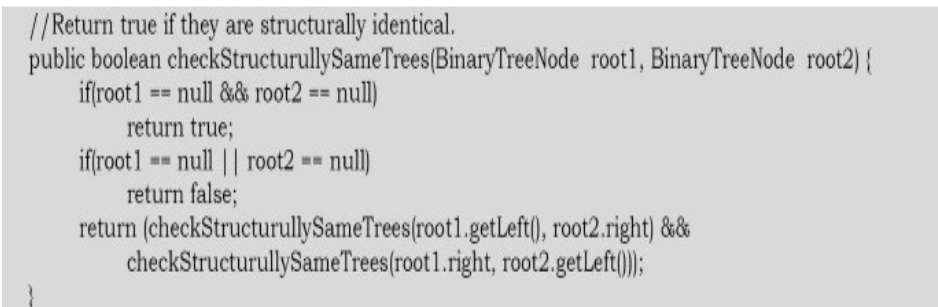 //Return true if they are structurally identical.
public boolean checkStructurullySameTrees(BinaryTreeNode root1, BinaryTreeNode root2) {
if(root1 == null && root2 == null)
return true;
if(root1 == null || root2 == null)
return false;
return (checkStructurullySameTrees(root1.getLeft(), root2.right) &&
checkStructurullySameTrees(root1.right, root2.getLeft()));
}